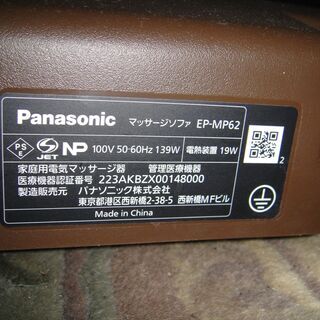 Panasonic マッサージソファ EP-MP62
PS
E
JET NP 100V 50-60Hz 139W 電熱装置 19W
2
家庭用電気マッサージ器 管理医療機器
医療機器認証番号 223AKBZX00148000
製造販売元 パナソニック株式会社
東京都港区西新橋2-38-5 西新橋MFビル
Made in China